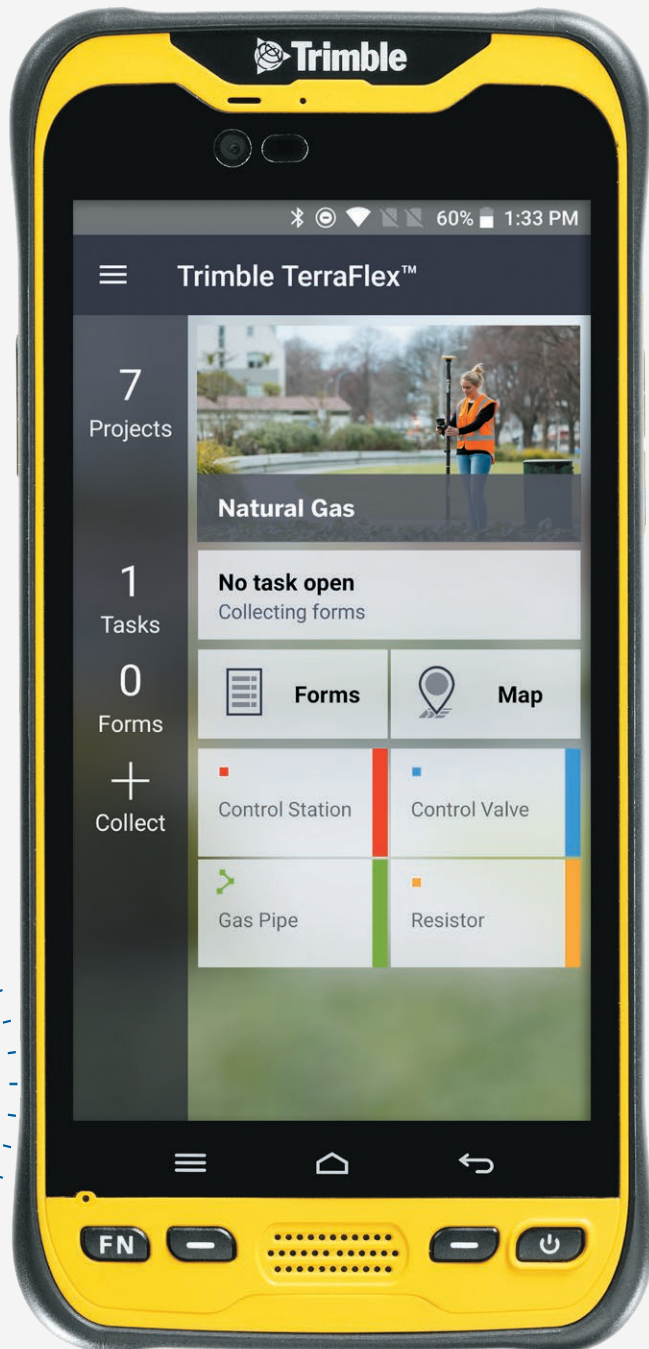 Trimble
60% 1:33 PM
Trimble TerraFlex™
7
Projects
Natural Gas
1
Tasks
No task open
Collecting forms
0
Forms
Forms
Map
Collect
Control Station
Control Valve
Gas Pipe
Resistor
FN